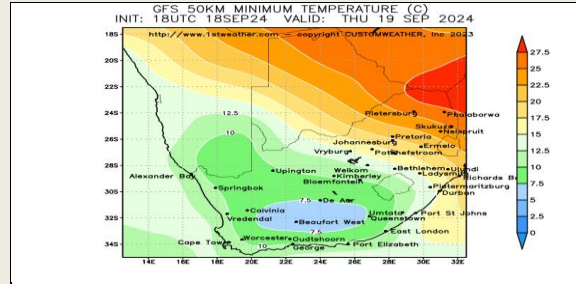 GFS 50KM MINIMUM TEMPERATURE (C)
INIT: 18UTC 18SEP24 VALID: THU 19 SEP 2024
18S
http://www.1stweather.com © copyright CUSTOMWEATHER, Inc 2023
20S
22S
24S
26S
28S
30S
32S
34S
14E 16E 18E 20E 22E 24E 26E 28E 30E 32E
12.5
10
7.5
7.5
10
Pietersburg
Phalaborwa
Skukuza
Nelspruit
Pretoria
Johannesburg
Ermelo
Vryburg
Potchefstroom
Alexander Bay
Upington
Welkom
Kimberley
Bethlehem
Ulundi
Ladysmith
Richards Ba
Bloemfontein
Springbok
Pietermaritzburg
Durban
De Aar
Calvinia
Vredendal
Beaufort West
Umtata
Queenstown
Port St Johns
East London
Cape Town
Worcester
Oudtshoorn
George
Port Elizabeth
27.5
25
22.5
20
17.5
15
12.5
10
7.5
5
2.5
0